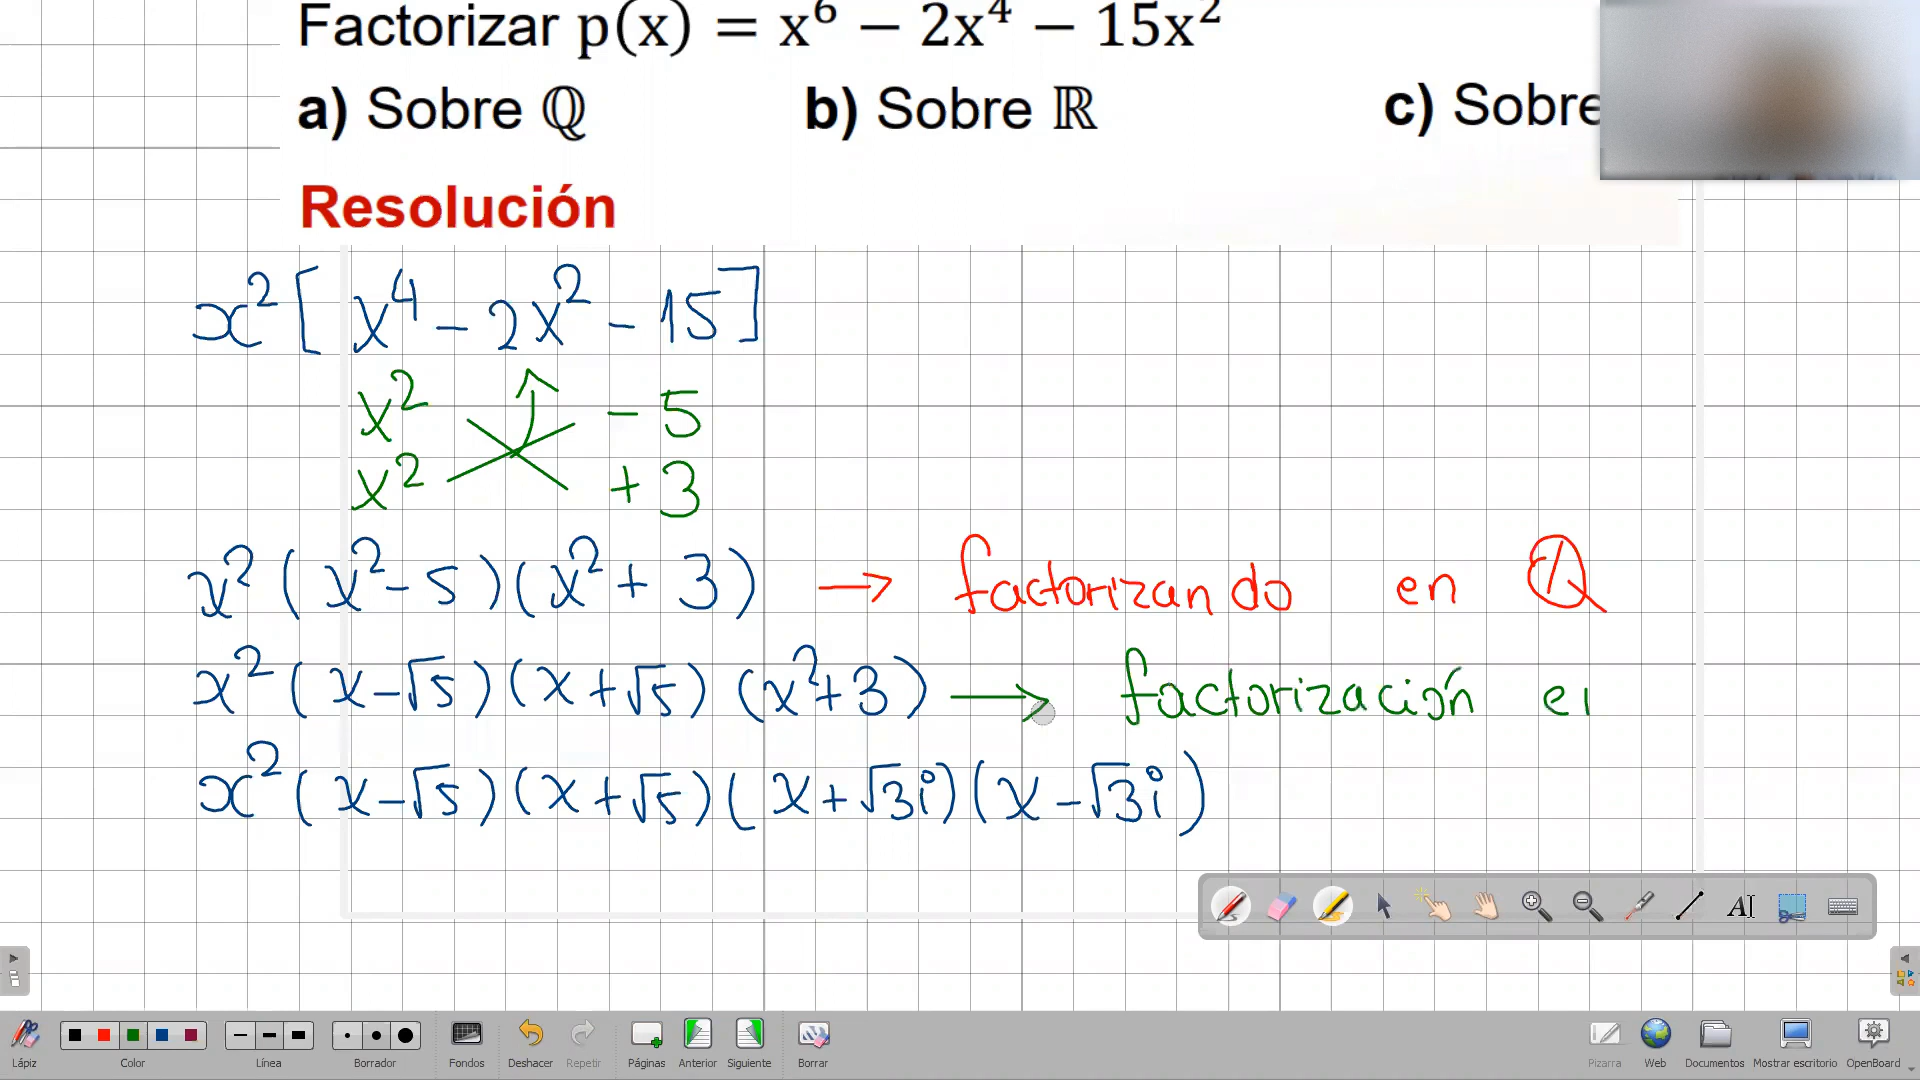 Factorizar p(x) = x⁶ − 2x⁴ − 15x²
a) Sobre ℚ b) Sobre ℝ c) Sobre
Resolución
x² [ x⁴ − 2x² − 15 ]
x² − 5
x² + 3
x² ( x² − 5 ) ( x² + 3 ) → factorizando en ℚ
x² ( x − √5 ) ( x + √5 ) ( x² + 3 ) → factorización en
x² ( x − √5 ) ( x + √5 ) ( x + √3 i ) ( x − √3 i )
A
Lápiz Color Línea Borrador Fondos Deshacer Repetir Páginas Anterior Siguiente Borrar Pizarra Web Documentos Mostrar escritorio OpenBoard